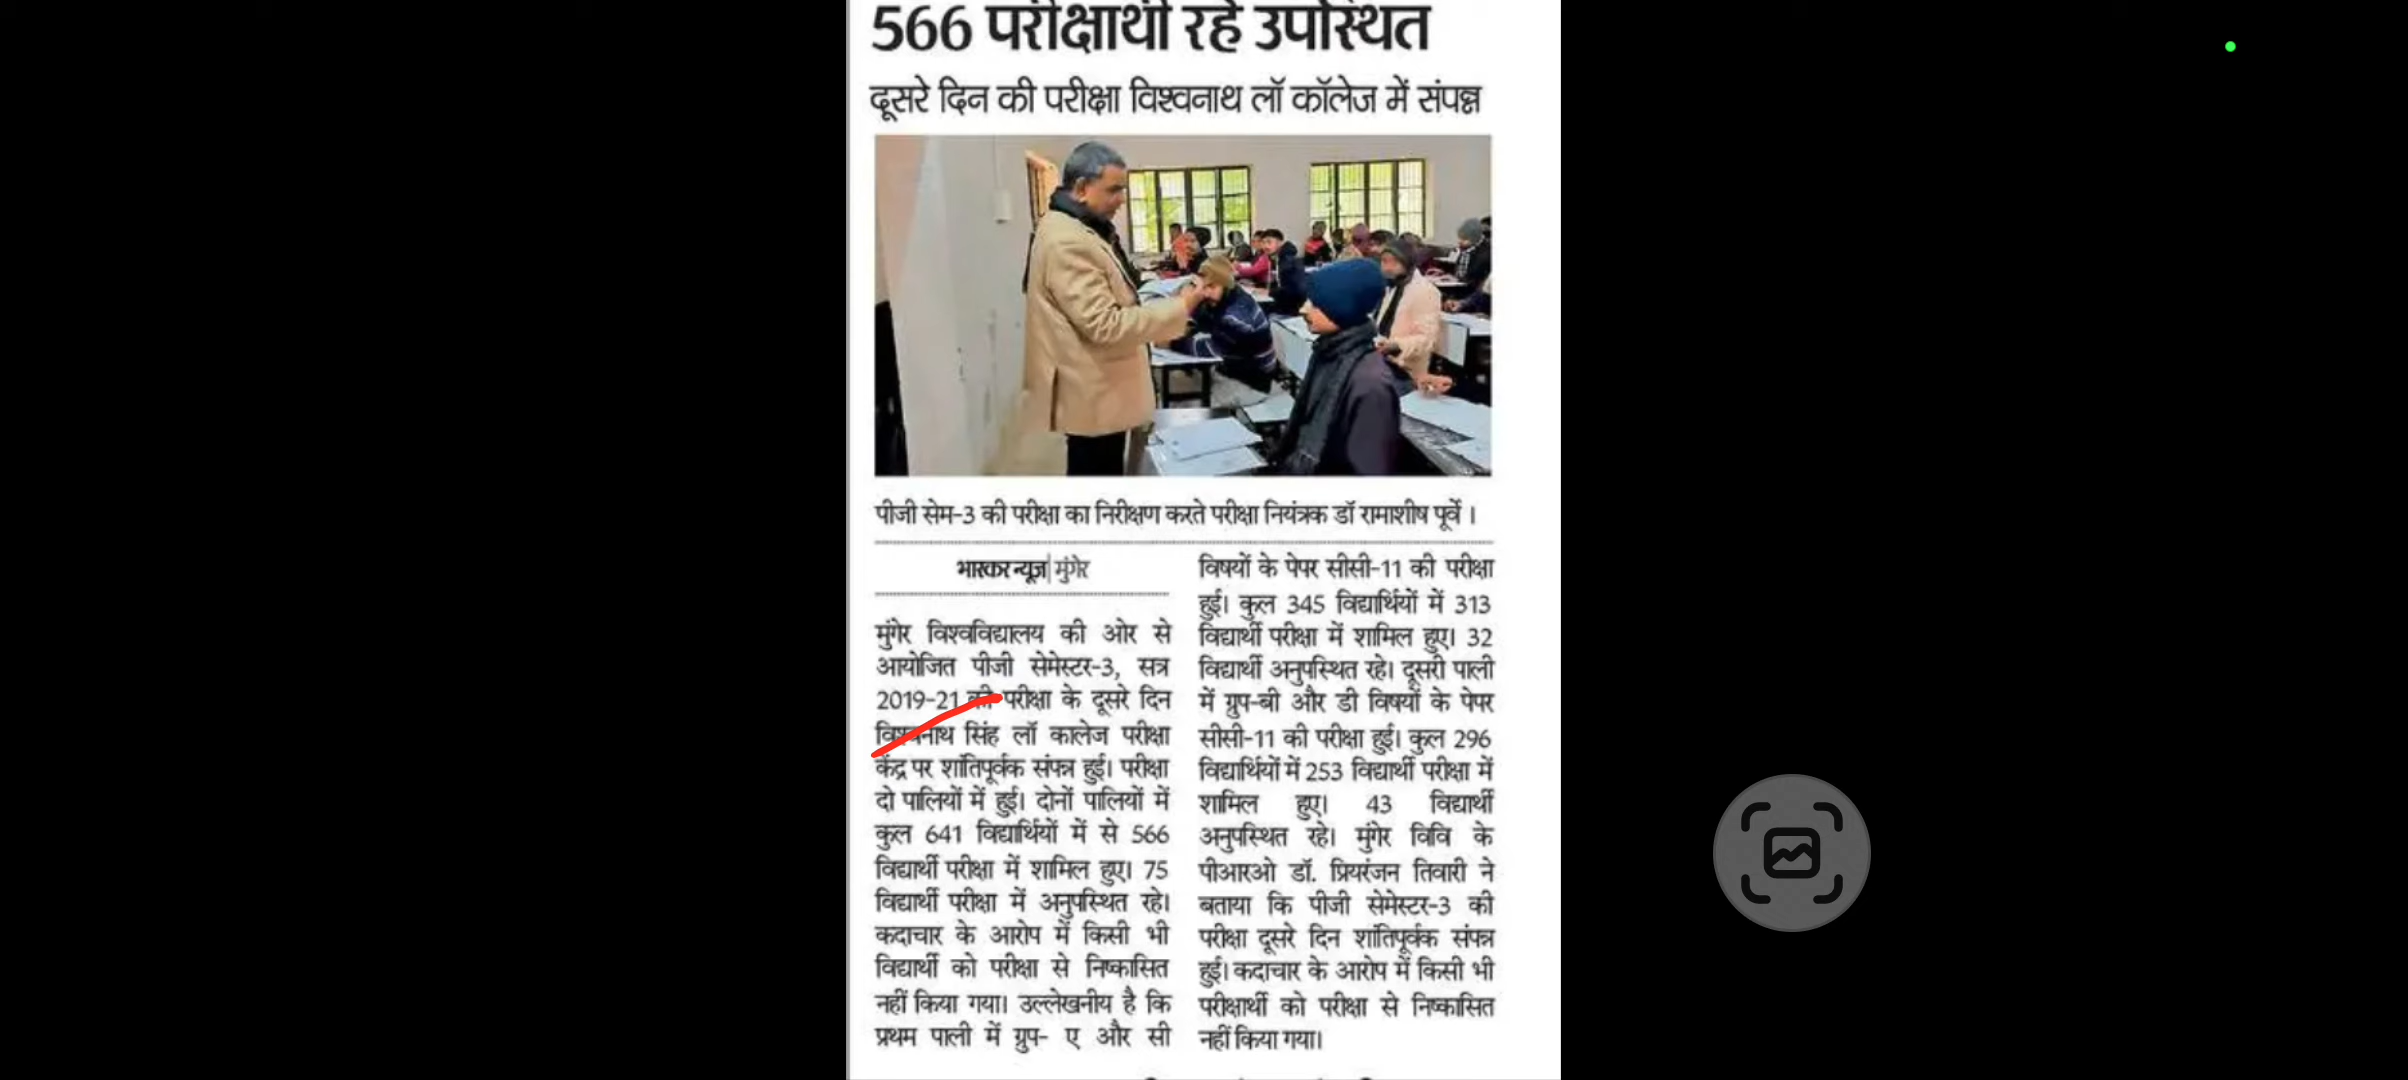 566 परीक्षार्थी रहे उपस्थित
दूसरे दिन की परीक्षा विश्वनाथ लॉ कॉलेज में संपन्न
पीजी सेम-3 की परीक्षा का निरीक्षण करते परीक्षा नियंत्रक डॉ रामाशीष पूर्वे ।
भास्कर न्यूज | मुंगेर
मुंगेर विश्वविद्यालय की ओर से
आयोजित पीजी सेमेस्टर-3, सत्र
2019-21 की परीक्षा के दूसरे दिन
विश्वनाथ सिंह लॉ कालेज परीक्षा
केंद्र पर शांतिपूर्वक संपन्न हुई। परीक्षा
दो पालियों में हुई। दोनों पालियों में
कुल 641 विद्यार्थियों में से 566
विद्यार्थी परीक्षा में शामिल हुए। 75
विद्यार्थी परीक्षा में अनुपस्थित रहे।
कदाचार के आरोप में किसी भी
विद्यार्थी को परीक्षा से निष्कासित
नहीं किया गया। उल्लेखनीय है कि
प्रथम पाली में ग्रुप- ए और सी
विषयों के पेपर सीसी-11 की परीक्षा
हुई। कुल 345 विद्यार्थियों में 313
विद्यार्थी परीक्षा में शामिल हुए। 32
विद्यार्थी अनुपस्थित रहे। दूसरी पाली
में ग्रुप-बी और डी विषयों के पेपर
सीसी-11 की परीक्षा हुई। कुल 296
विद्यार्थियों में 253 विद्यार्थी परीक्षा में
शामिल हुए। 43 विद्यार्थी
अनुपस्थित रहे। मुंगेर विवि के
पीआरओ डॉ. प्रियरंजन तिवारी ने
बताया कि पीजी सेमेस्टर-3 की
परीक्षा दूसरे दिन शांतिपूर्वक संपन्न
हुई। कदाचार के आरोप में किसी भी
परीक्षार्थी को परीक्षा से निष्कासित
नहीं किया गया।